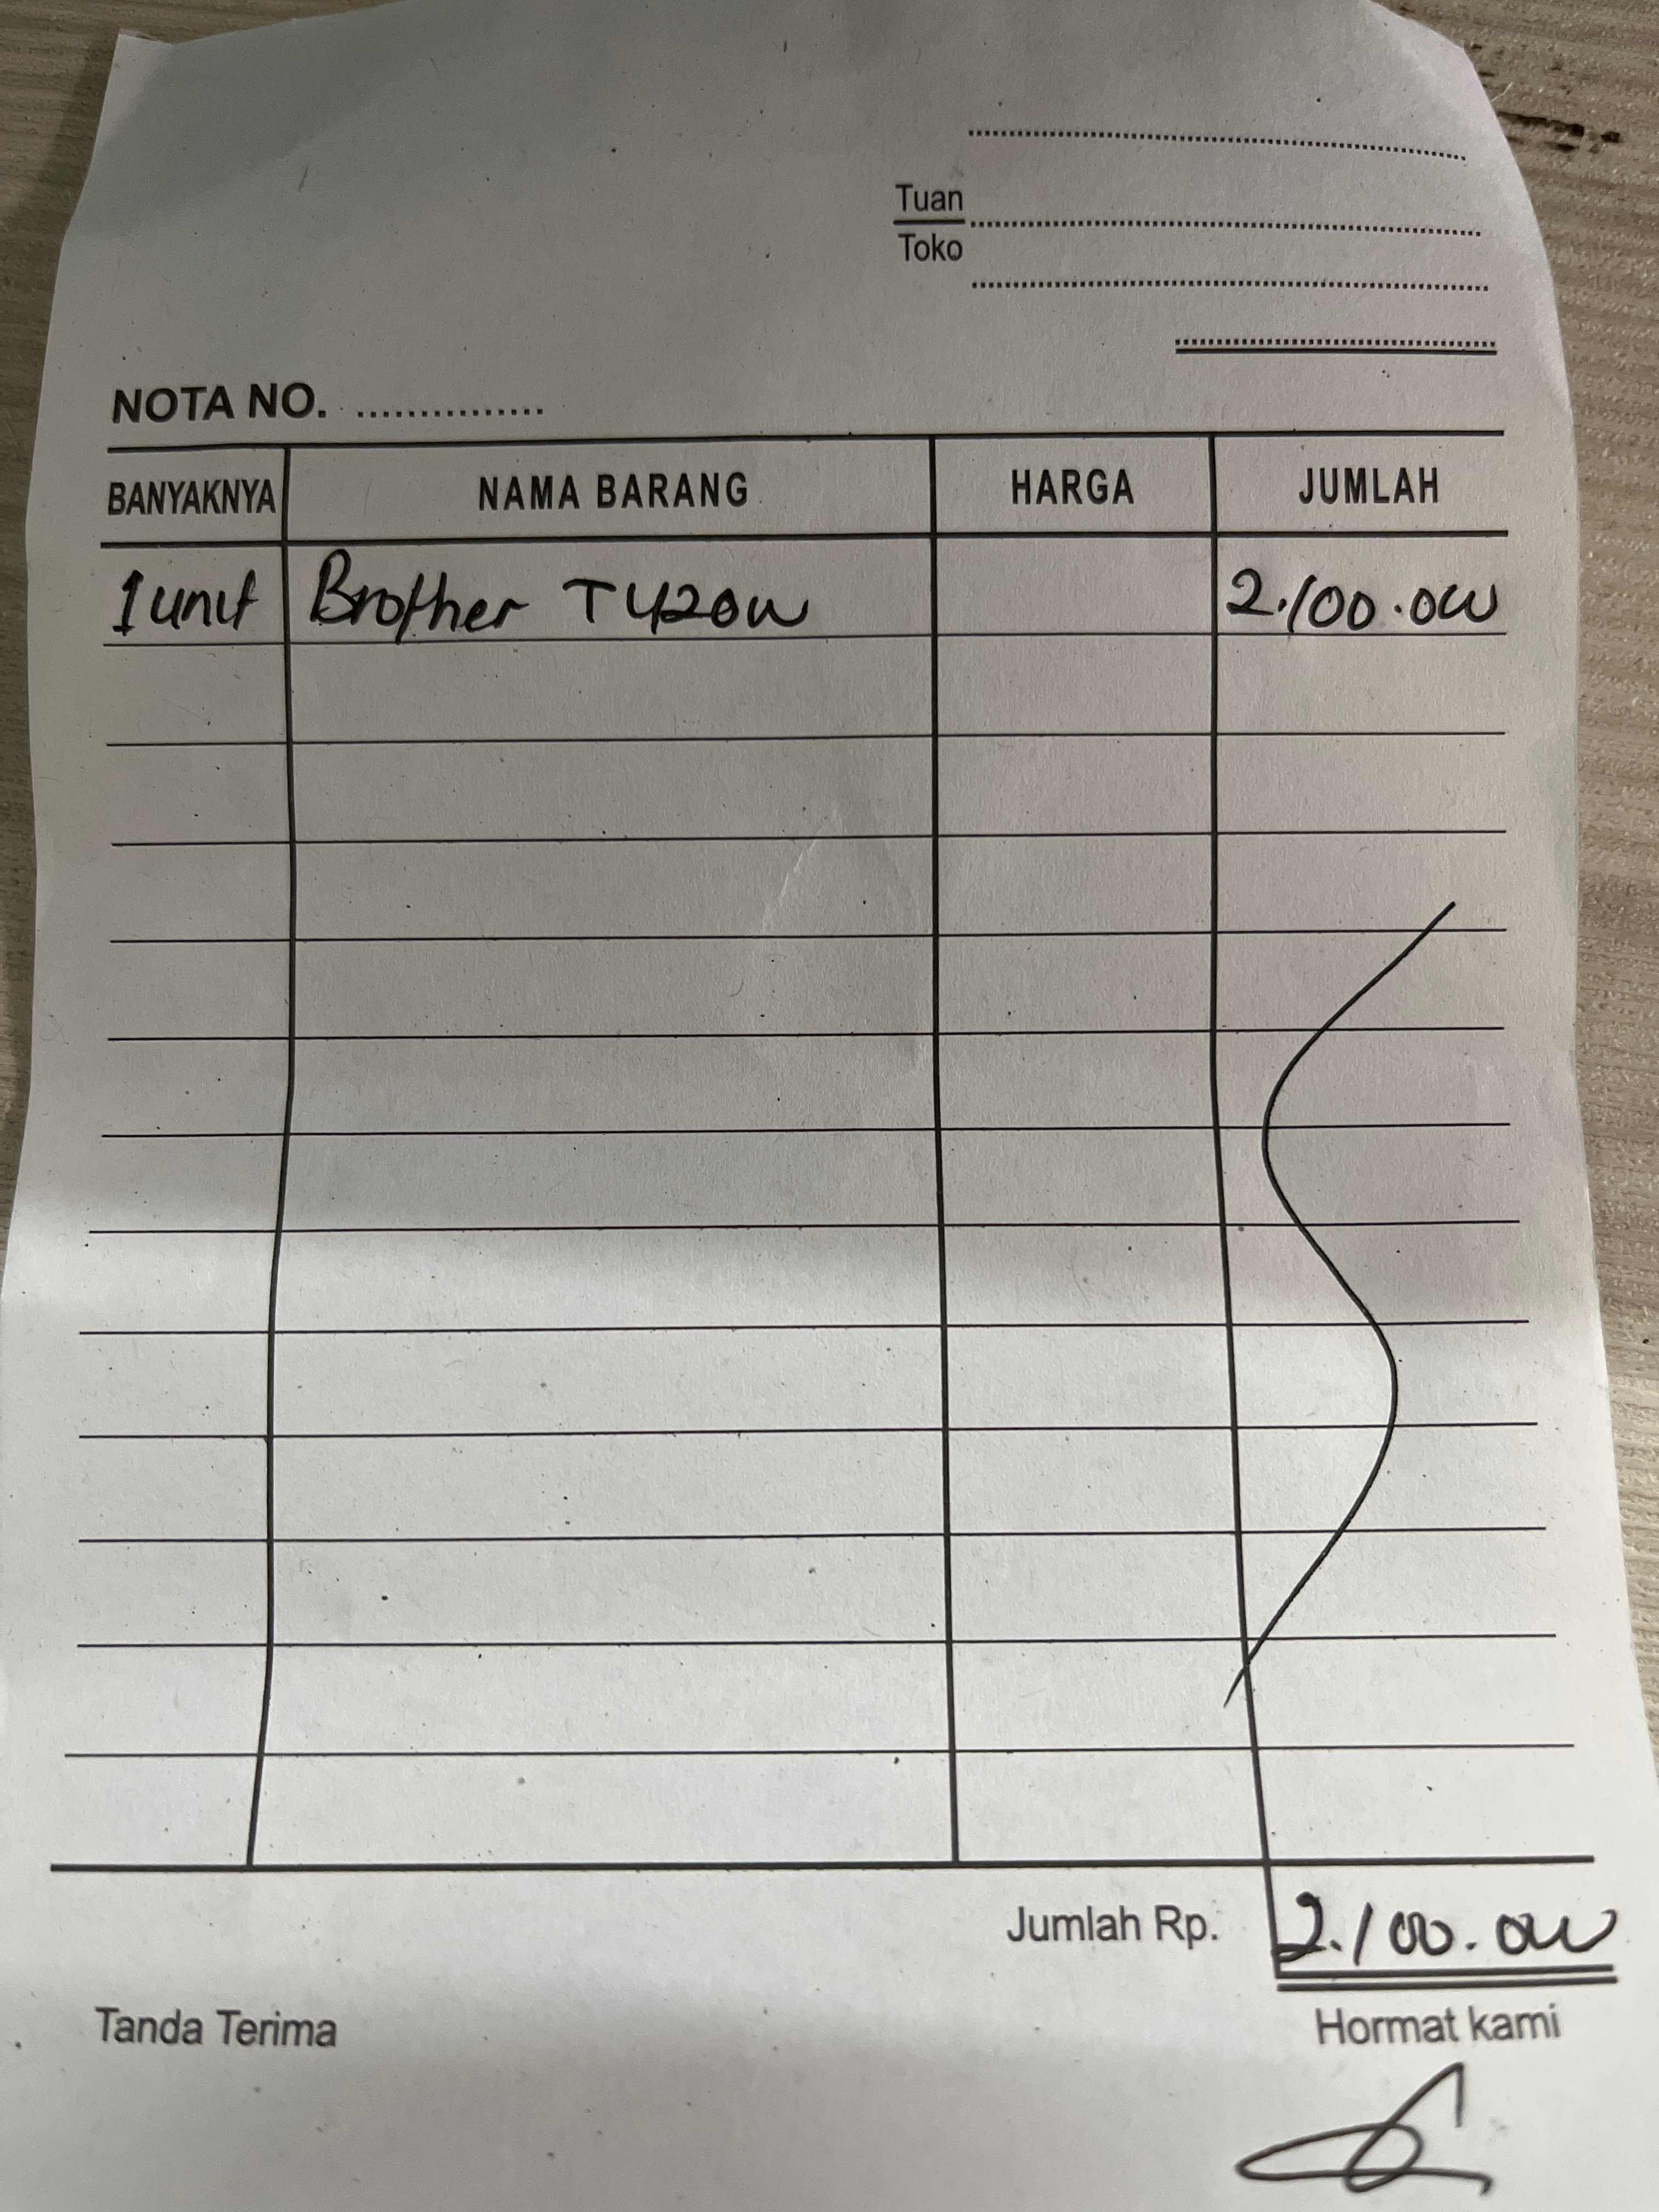 Tuan
Toko
NOTA NO. ...............
BANYAKNYA NAMA BARANG HARGA JUMLAH
1 unit Brother T420W 2.100.000
Jumlah Rp. 2.100.000
Tanda Terima Hormat kami